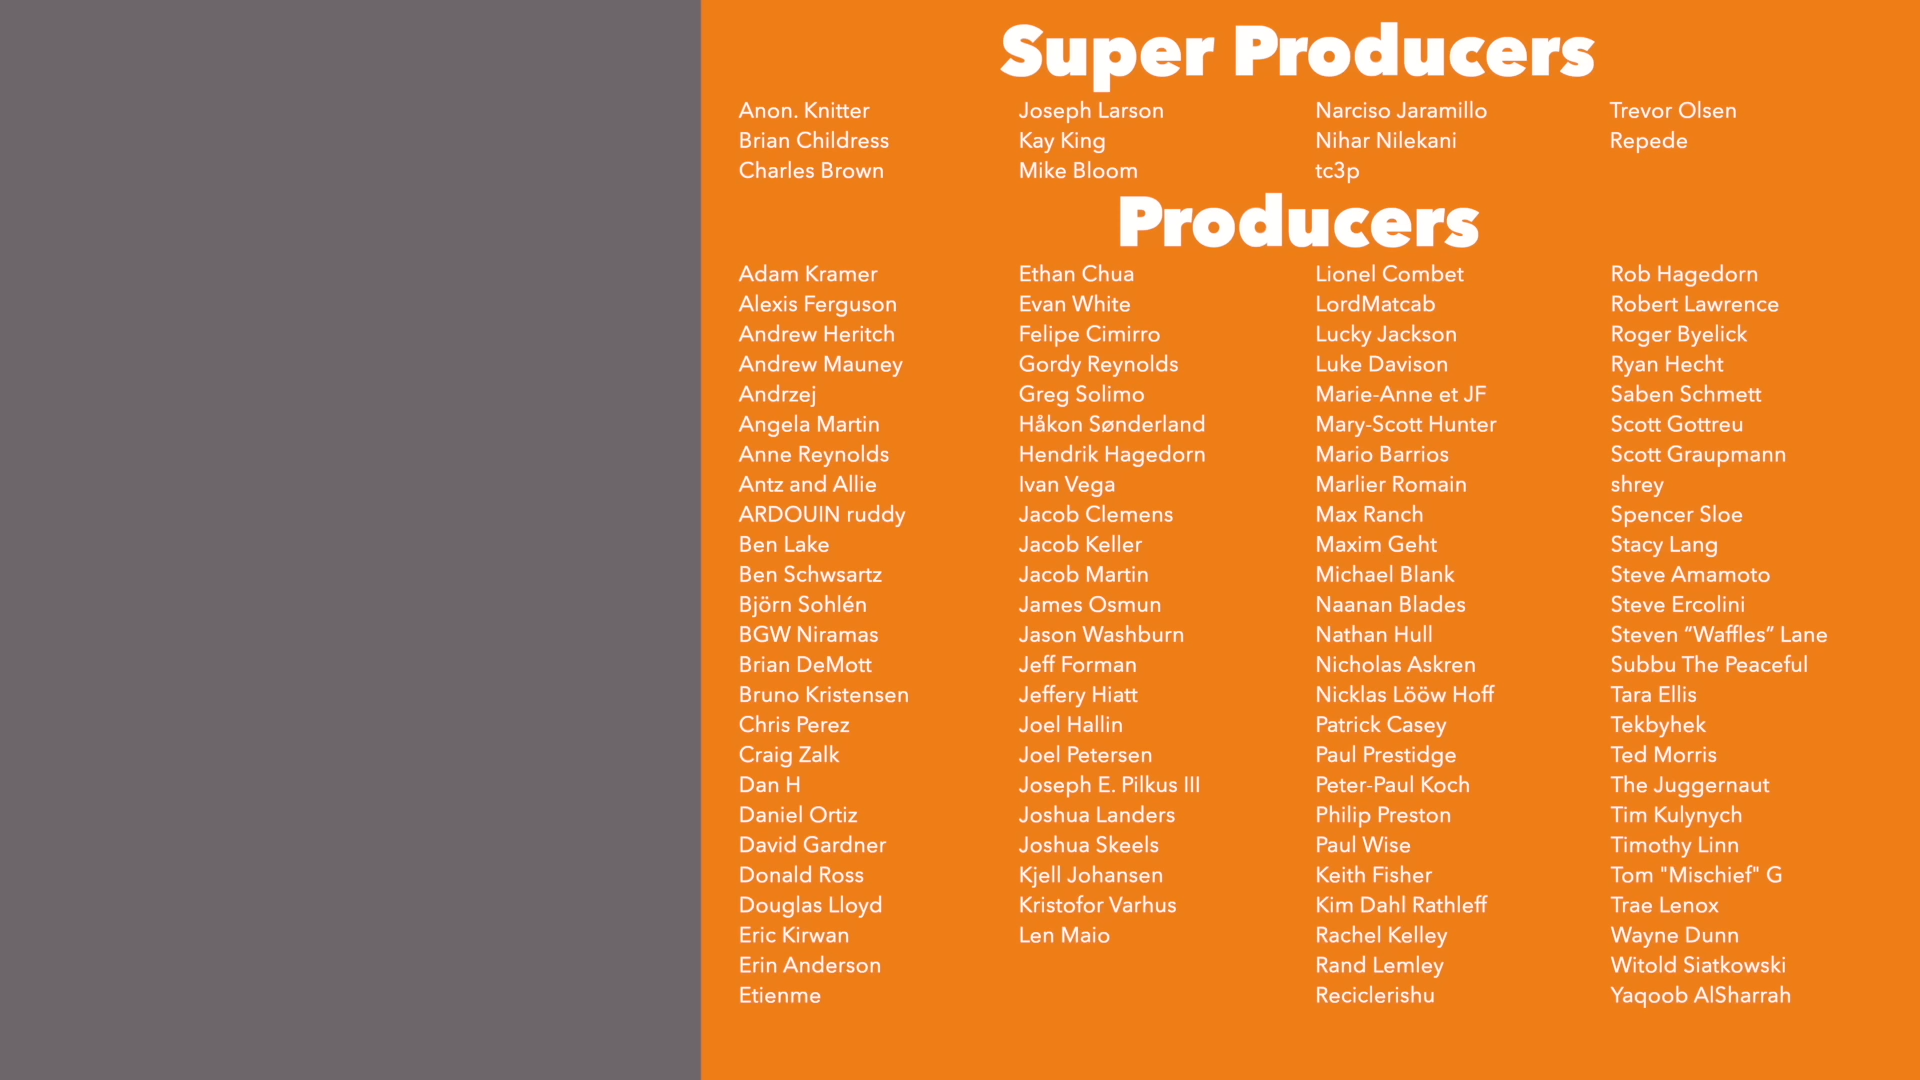 Super Producers
Anon. Knitter
Brian Childress
Charles Brown
Joseph Larson
Kay King
Mike Bloom
Narciso Jaramillo
Nihar Nilekani
tc3p
Trevor Olsen
Repede
Producers
Adam Kramer
Alexis Ferguson
Andrew Heritch
Andrew Mauney
Andrzej
Angela Martin
Anne Reynolds
Antz and Allie
ARDOUIN ruddy
Ben Lake
Ben Schwsartz
Björn Sohlén
BGW Niramas
Brian DeMott
Bruno Kristensen
Chris Perez
Craig Zalk
Dan H
Daniel Ortiz
David Gardner
Donald Ross
Douglas Lloyd
Eric Kirwan
Erin Anderson
Etienme
Ethan Chua
Evan White
Felipe Cimirro
Gordy Reynolds
Greg Solimo
Håkon Sønderland
Hendrik Hagedorn
Ivan Vega
Jacob Clemens
Jacob Keller
Jacob Martin
James Osmun
Jason Washburn
Jeff Forman
Jeffery Hiatt
Joel Hallin
Joel Petersen
Joseph E. Pilkus III
Joshua Landers
Joshua Skeels
Kjell Johansen
Kristofor Varhus
Len Maio
Lionel Combet
LordMatcab
Lucky Jackson
Luke Davison
Marie-Anne et JF
Mary-Scott Hunter
Mario Barrios
Marlier Romain
Max Ranch
Maxim Geht
Michael Blank
Naanan Blades
Nathan Hull
Nicholas Askren
Nicklas Lööw Hoff
Patrick Casey
Paul Prestidge
Peter-Paul Koch
Philip Preston
Paul Wise
Keith Fisher
Kim Dahl Rathleff
Rachel Kelley
Rand Lemley
Reciclerishu
Rob Hagedorn
Robert Lawrence
Roger Byelick
Ryan Hecht
Saben Schmett
Scott Gottreu
Scott Graupmann
shrey
Spencer Sloe
Stacy Lang
Steve Amamoto
Steve Ercolini
Steven “Waffles” Lane
Subbu The Peaceful
Tara Ellis
Tekbyhek
Ted Morris
The Juggernaut
Tim Kulynych
Timothy Linn
Tom "Mischief" G
Trae Lenox
Wayne Dunn
Witold Siatkowski
Yaqoob AlSharrah